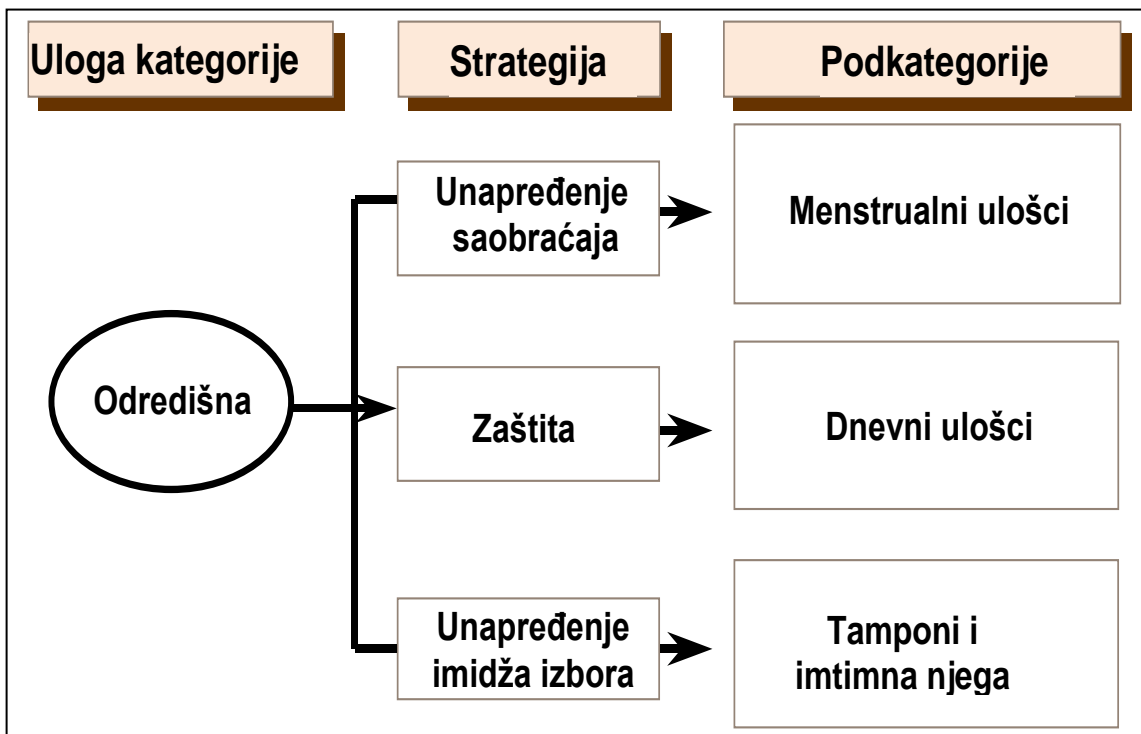 Uloga kategorije
Strategija
Podkategorije
Unapređenje
saobraćaja
Menstrualni ulošci
Odredišna
Zaštita
Dnevni ulošci
Unapređenje
imidža izbora
Tamponi i
imtimna njega